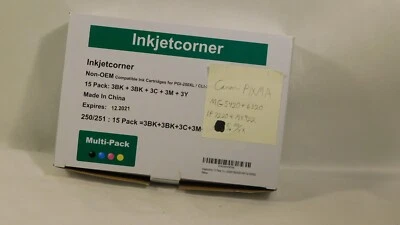 Inkjetcorner
Inkjetcorner
Non-OEM Compatible Ink Cartridges for PGI-250XL / CLI
15 Pack: 3BK + 3BK + 3C + 3M + 3Y
Made In China
Expires: 12.2021
250/251 : 15 Pack =3BK+3BK+3C+3M
Multi-Pack
Canon PIXMA